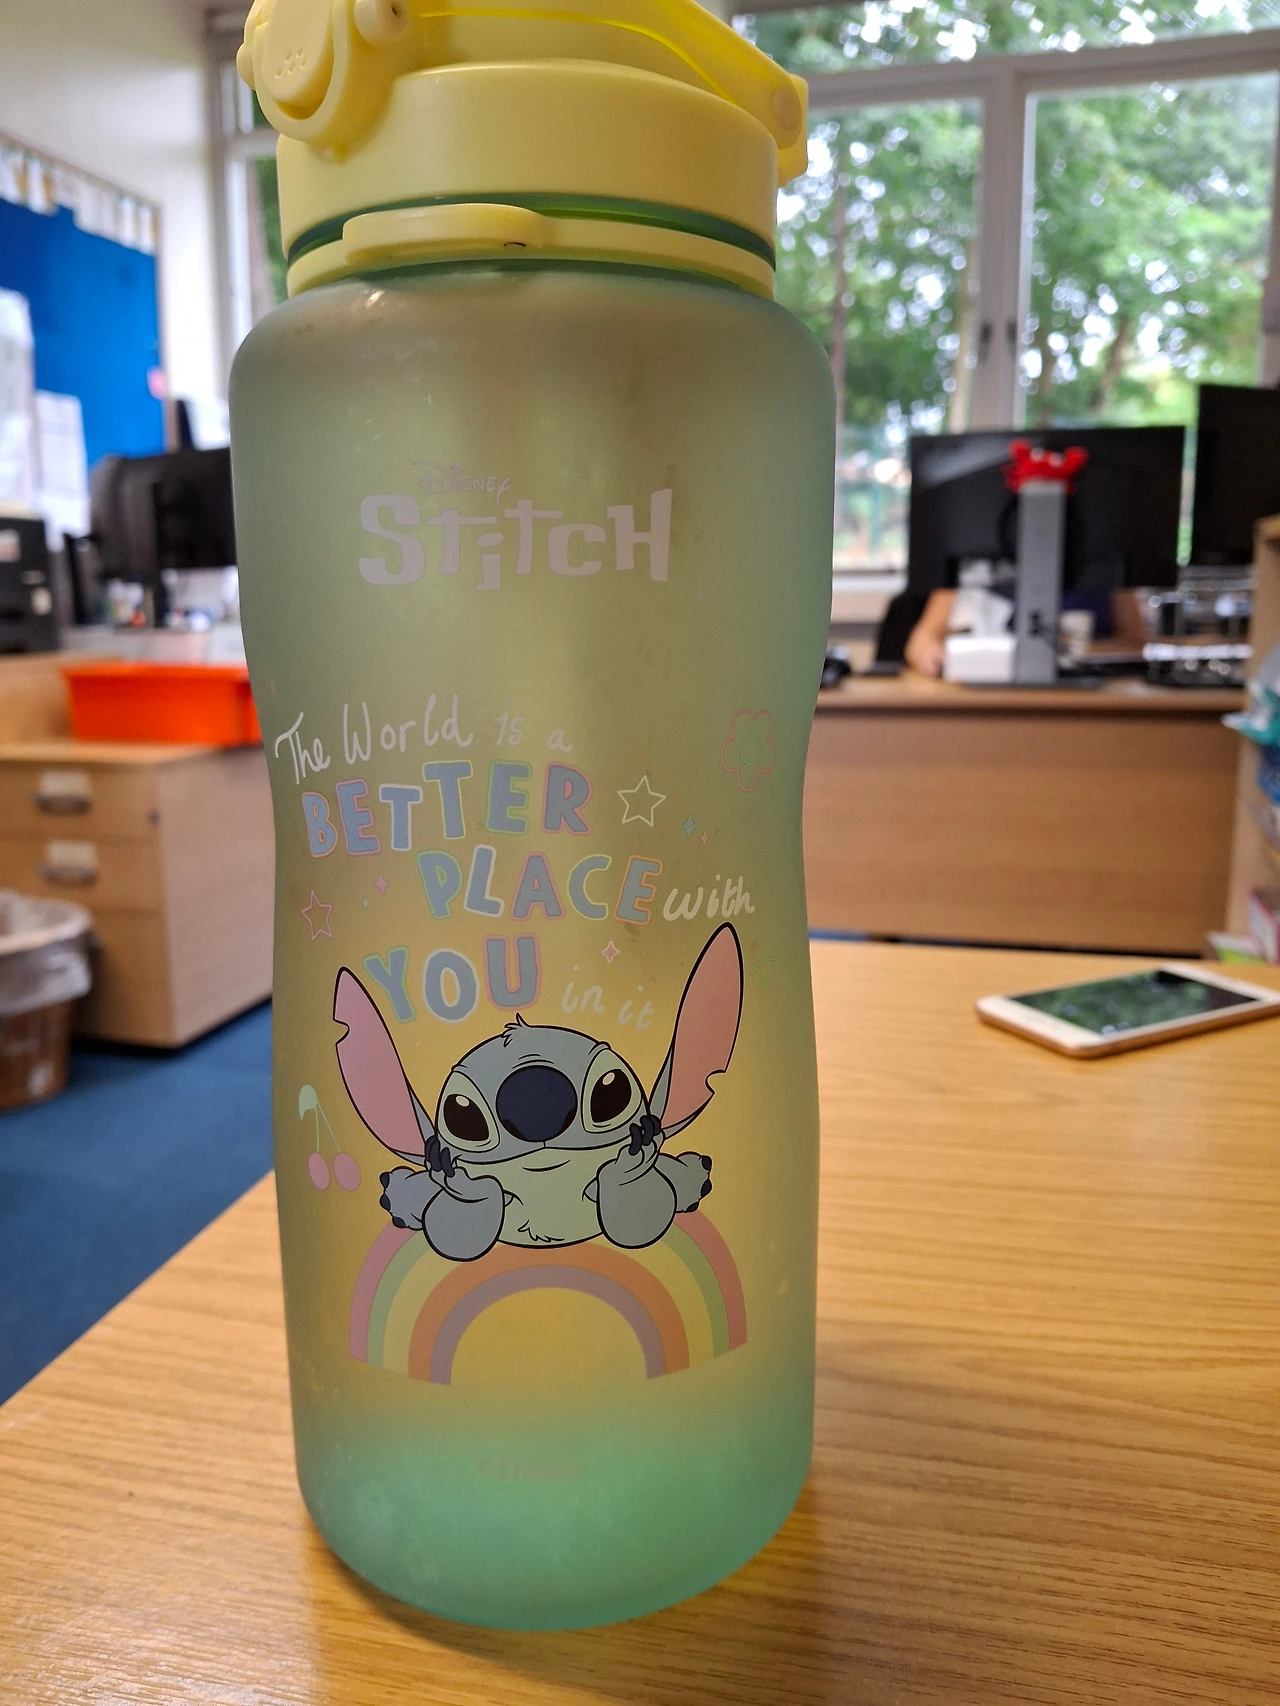 DISNEY
Stitch
The World is a
BETTER
PLACE with
YOU in it